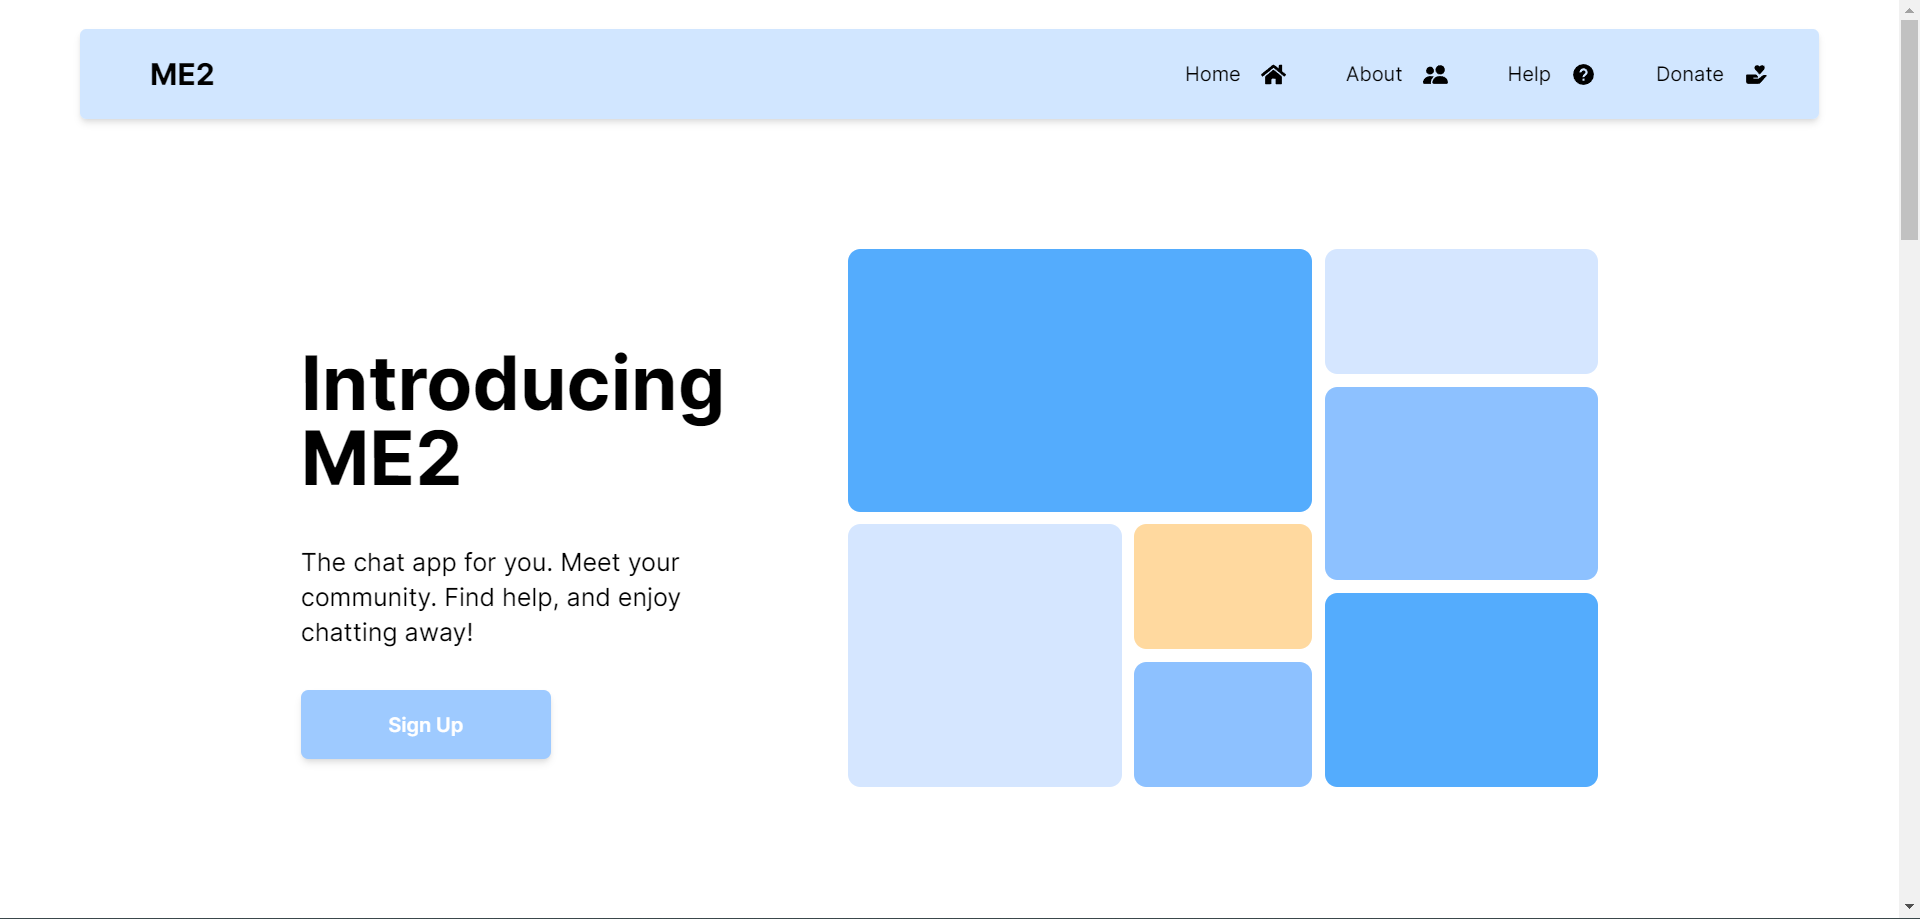 ME2
Home
About
Help
Donate
Introducing
ME2
The chat app for you. Meet your
community. Find help, and enjoy
chatting away!
Sign Up